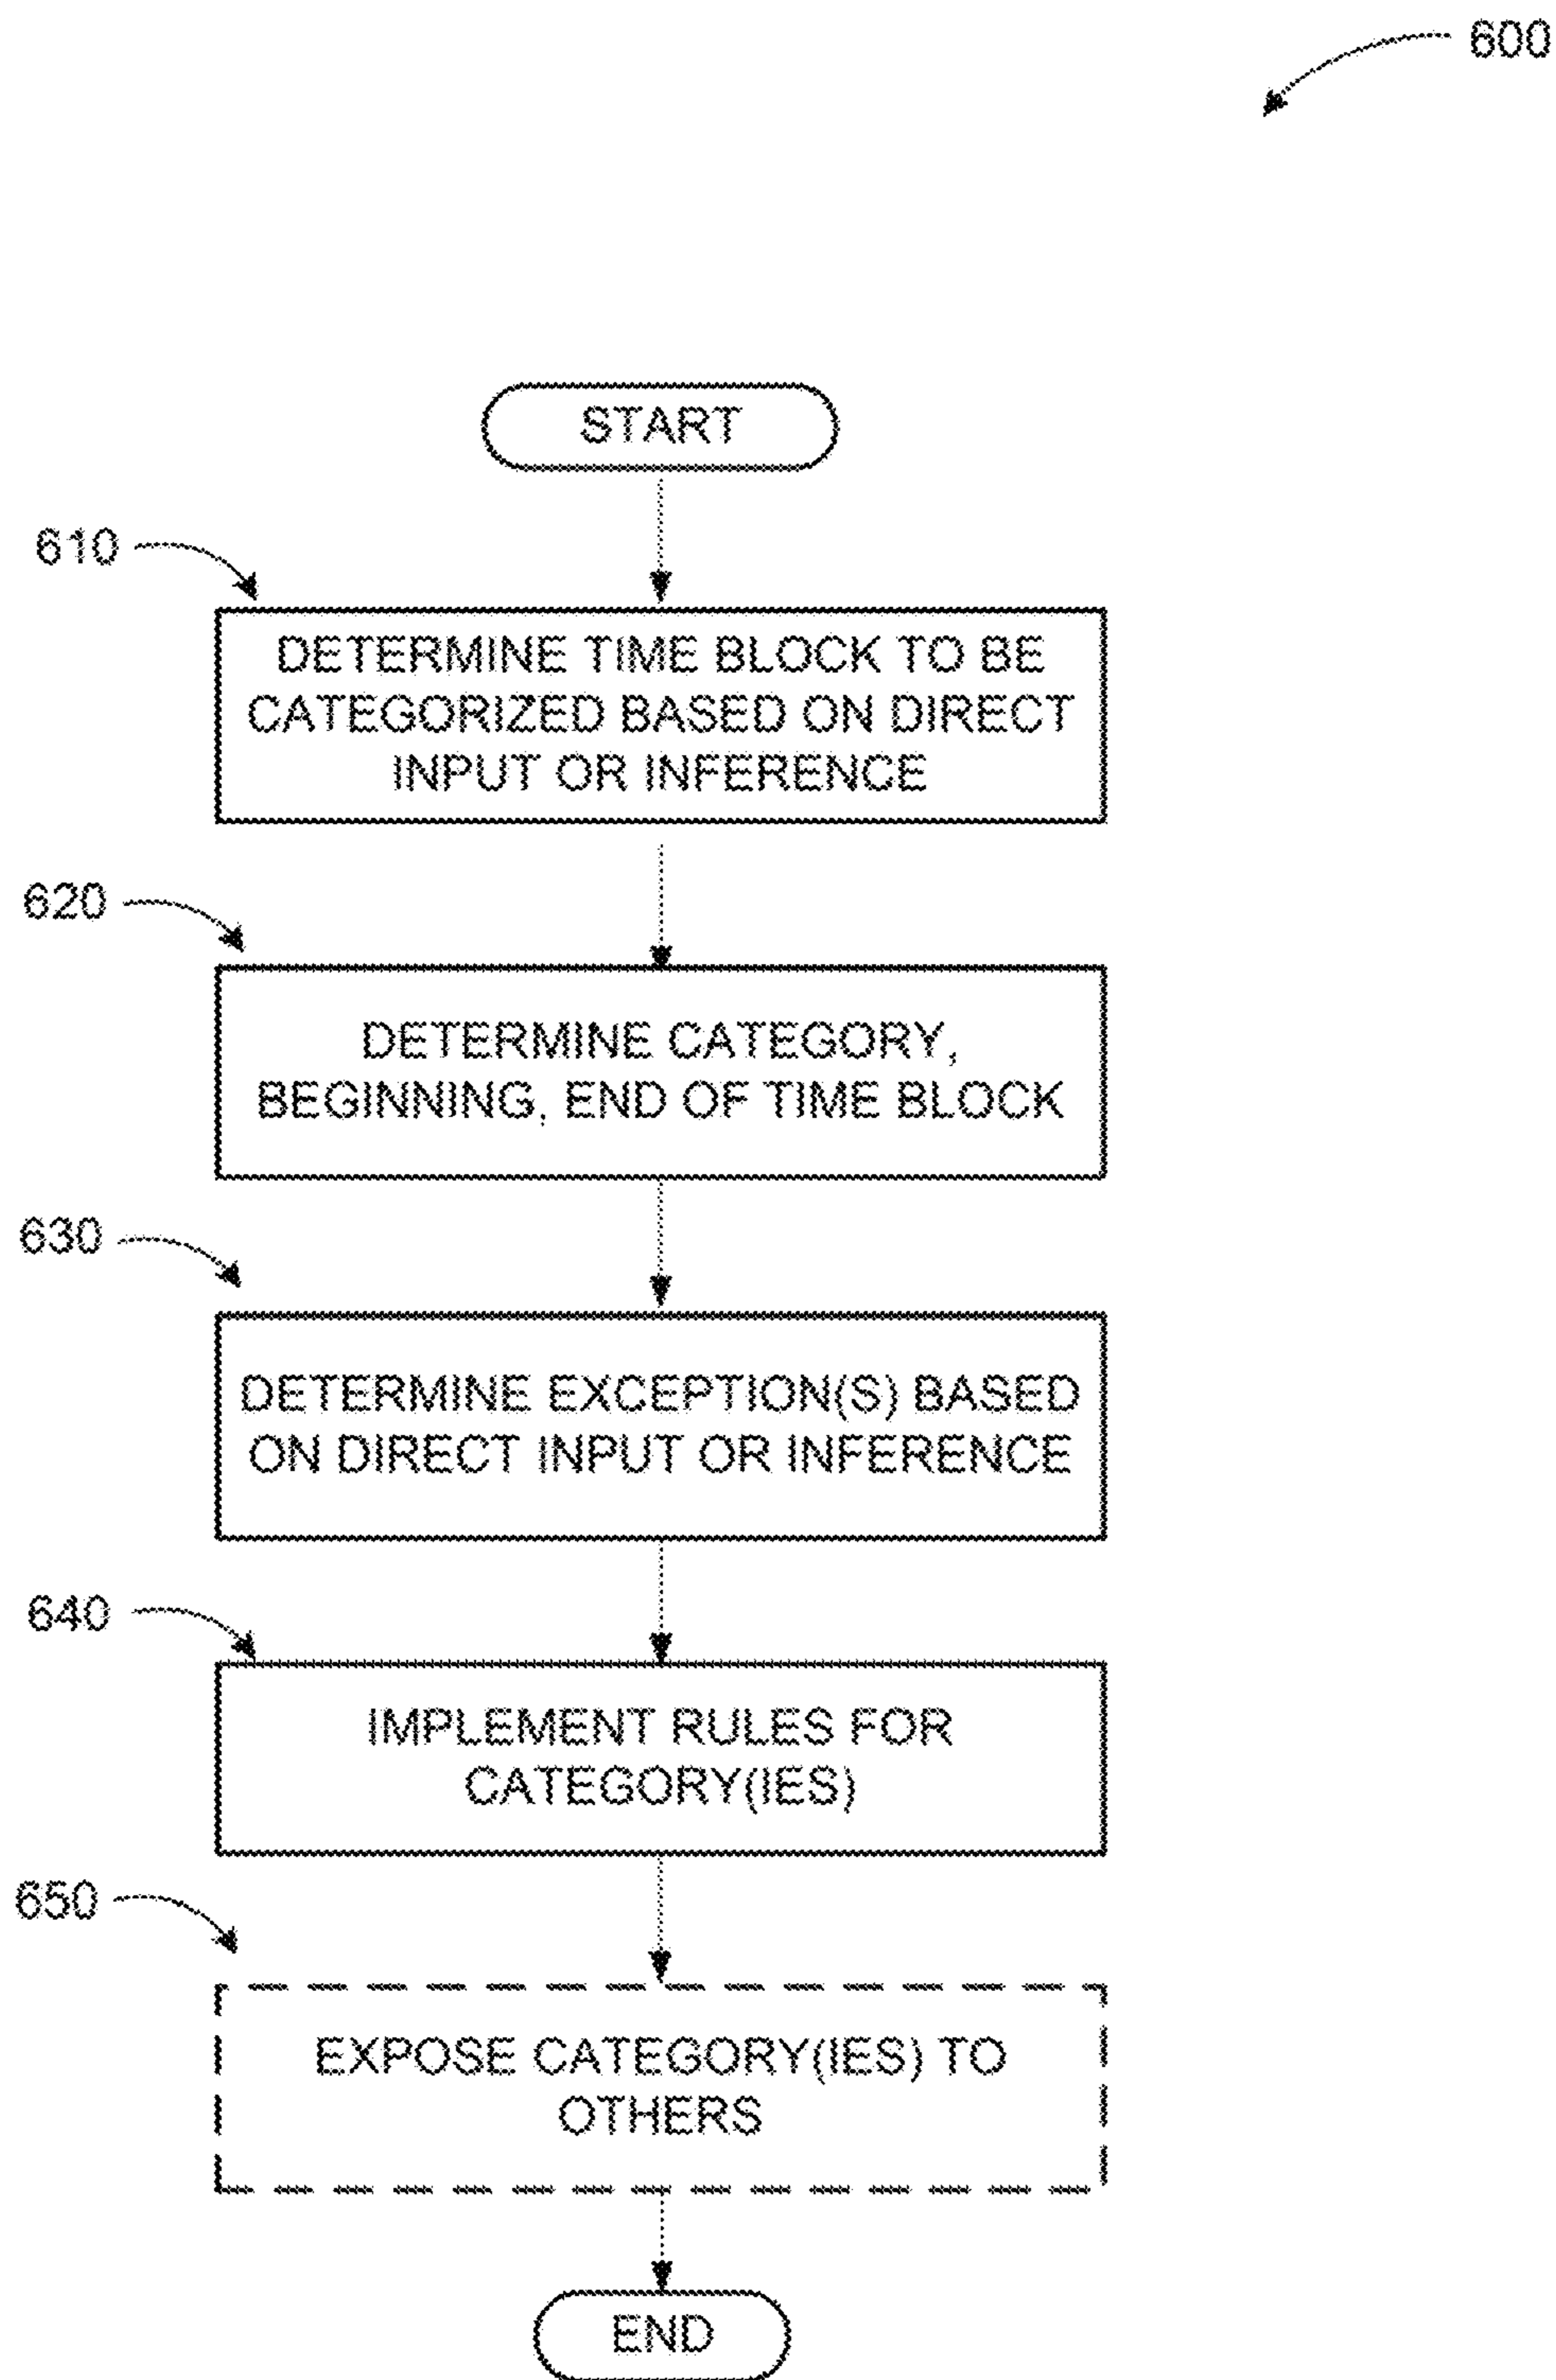 600
START
610
DETERMINE TIME BLOCK TO BE
CATEGORIZED BASED ON DIRECT
INPUT OR INFERENCE
620
DETERMINE CATEGORY,
BEGINNING, END OF TIME BLOCK
630
DETERMINE EXCEPTION(S) BASED
ON DIRECT INPUT OR INFERENCE
640
IMPLEMENT RULES FOR
CATEGORY(IES)
650
EXPOSE CATEGORY(IES) TO
OTHERS
END